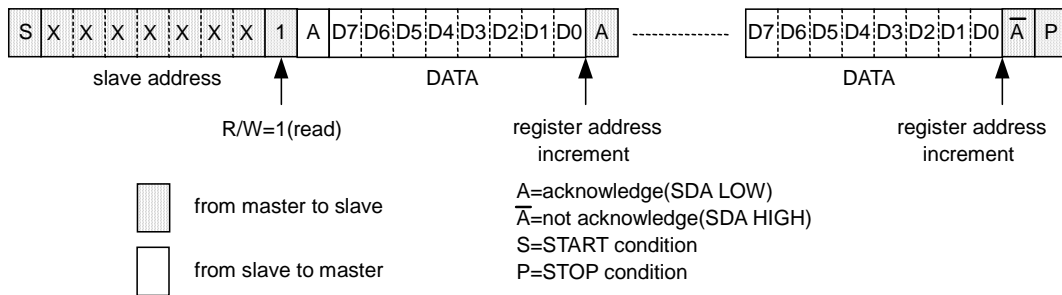 S X X X X X X X 1 A D7 D6 D5 D4 D3 D2 D1 D0 A D7 D6 D5 D4 D3 D2 D1 D0 A̅ P
slave address DATA DATA
R/W=1(read)
register address
increment
register address
increment
from master to slave
from slave to master
A=acknowledge(SDA LOW)
A̅=not acknowledge(SDA HIGH)
S=START condition
P=STOP condition